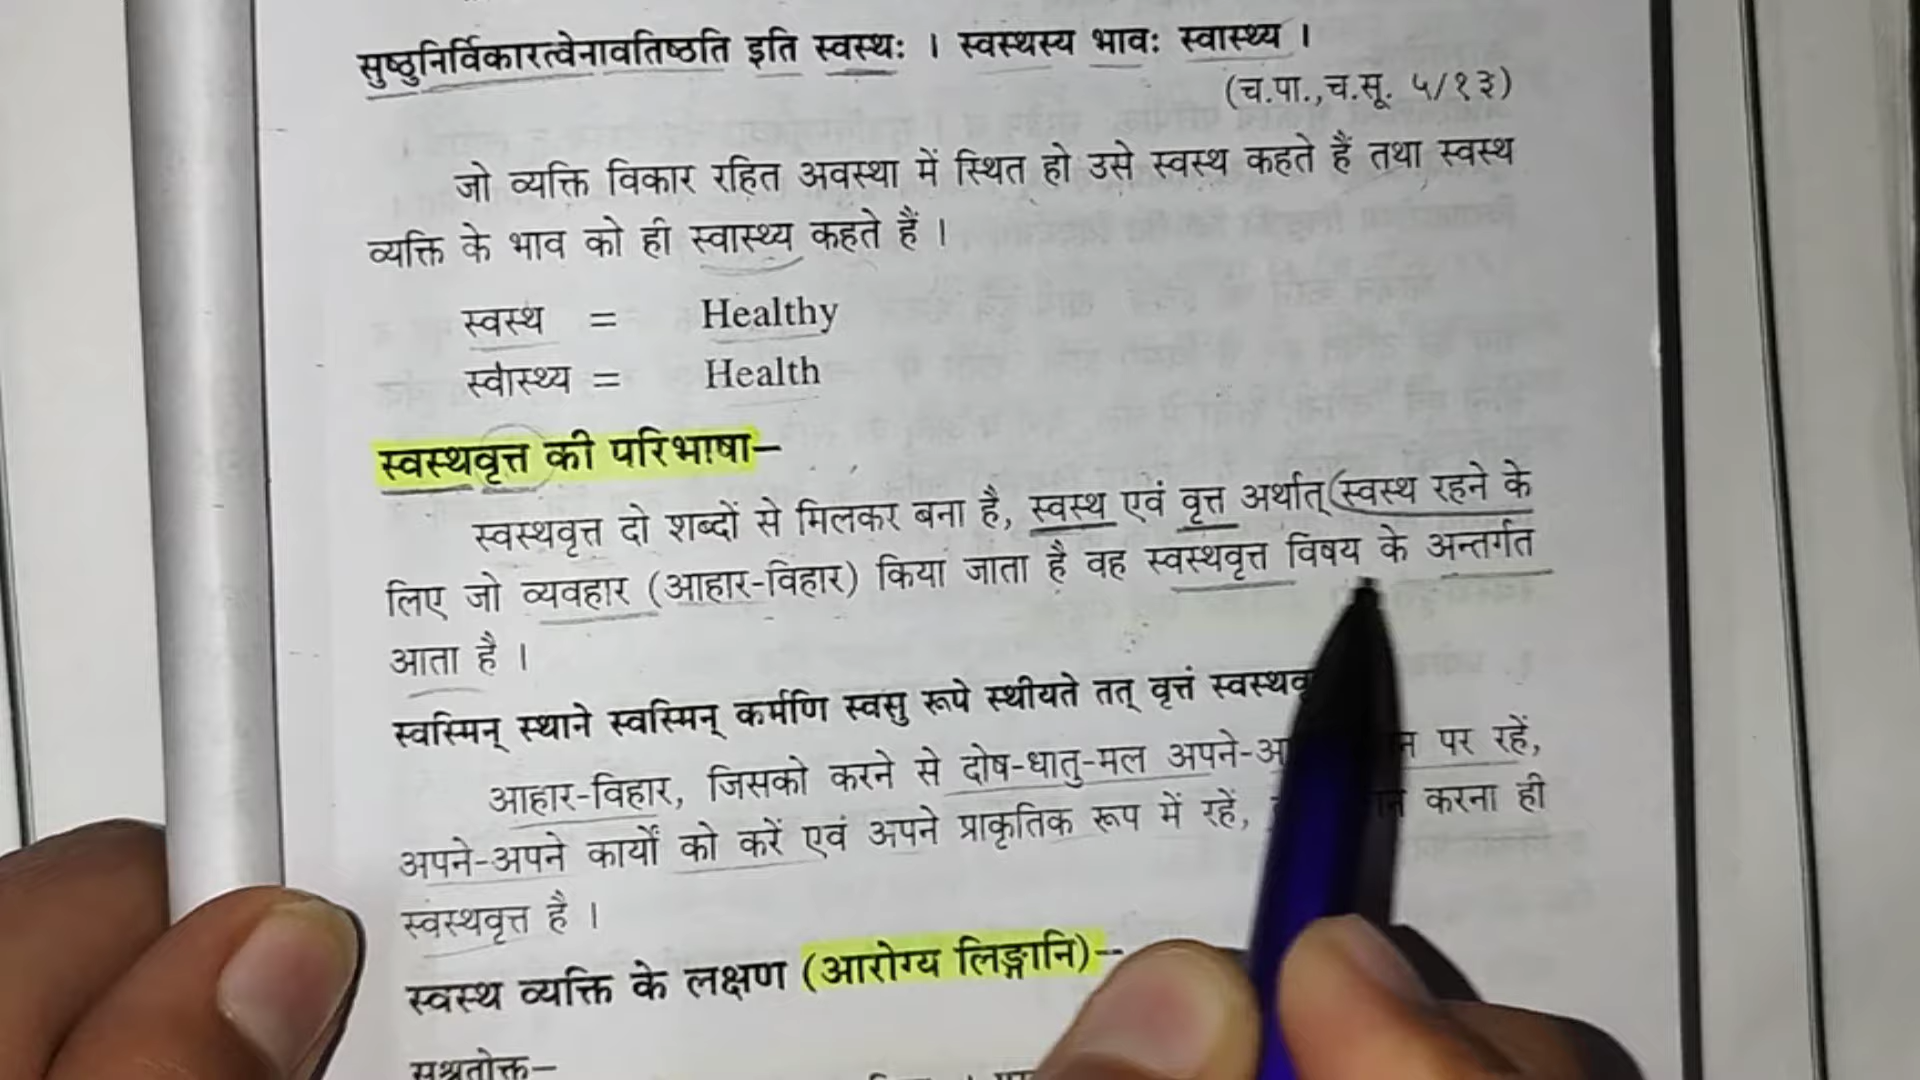 सुष्ठुनिर्विकारत्वेनावतिष्ठति इति स्वस्थः । स्वस्थस्य भावः स्वास्थ्य ।
(च.पा.,च.सू. ५/१३)
जो व्यक्ति विकार रहित अवस्था में स्थित हो उसे स्वस्थ कहते हैं तथा स्वस्थ
व्यक्ति के भाव को ही स्वास्थ्य कहते हैं ।
स्वस्थ = Healthy
स्वास्थ्य = Health
स्वस्थवृत्त की परिभाषा–
स्वस्थवृत्त दो शब्दों से मिलकर बना है, स्वस्थ एवं वृत्त अर्थात् (स्वस्थ रहने के
लिए जो व्यवहार (आहार-विहार) किया जाता है वह स्वस्थवृत्त विषय के अन्तर्गत
आता है ।
स्वस्मिन् स्थाने स्वस्मिन् कर्मणि स्वसु रूपे स्थीयते तत् वृत्तं
आहार-विहार, जिसको करने से दोष-धातु-मल पर रहें,
अपने-अपने कार्यों को करें एवं अपने प्राकृतिक रूप में रहें, करना ही
स्वस्थवृत्त है ।
स्वस्थ व्यक्ति के लक्षण (आरोग्य लिङ्गानि)–
सुश्रुतोक्त–